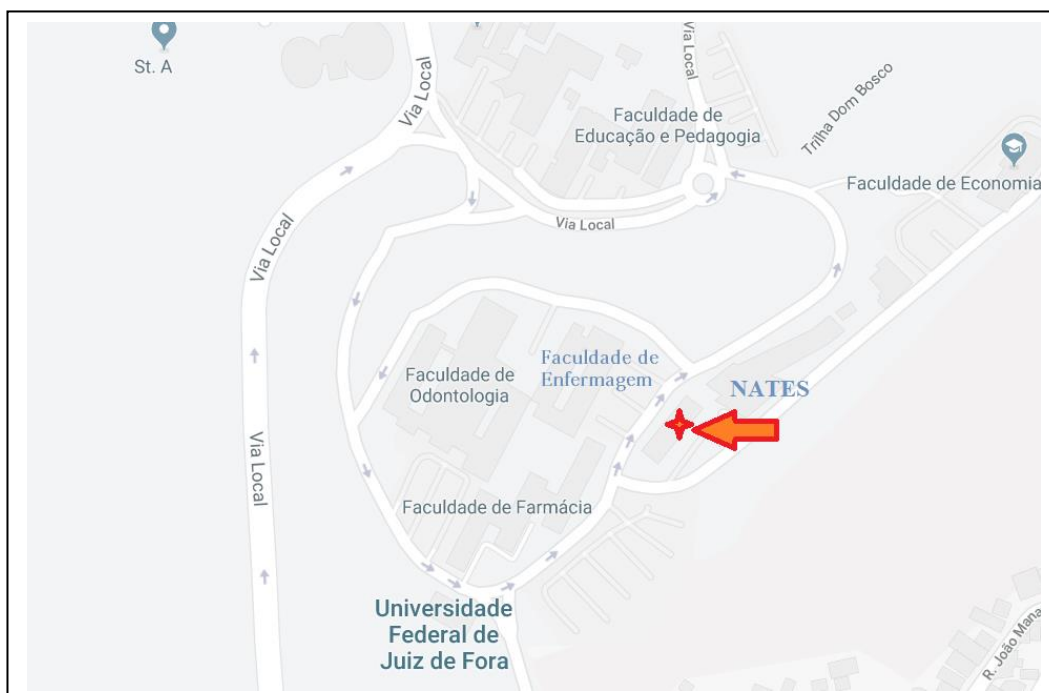 St. A
Via Local
Via Local
Faculdade de
Educação e Pedagogia
Trilha Dom Bosco
Faculdade de Economia
Via Local
Via Local
Faculdade de
Odontologia
Faculdade de
Enfermagem
NATES
Via Local
Faculdade de Farmácia
Universidade
Federal de
Juiz de Fora
R. João Mana